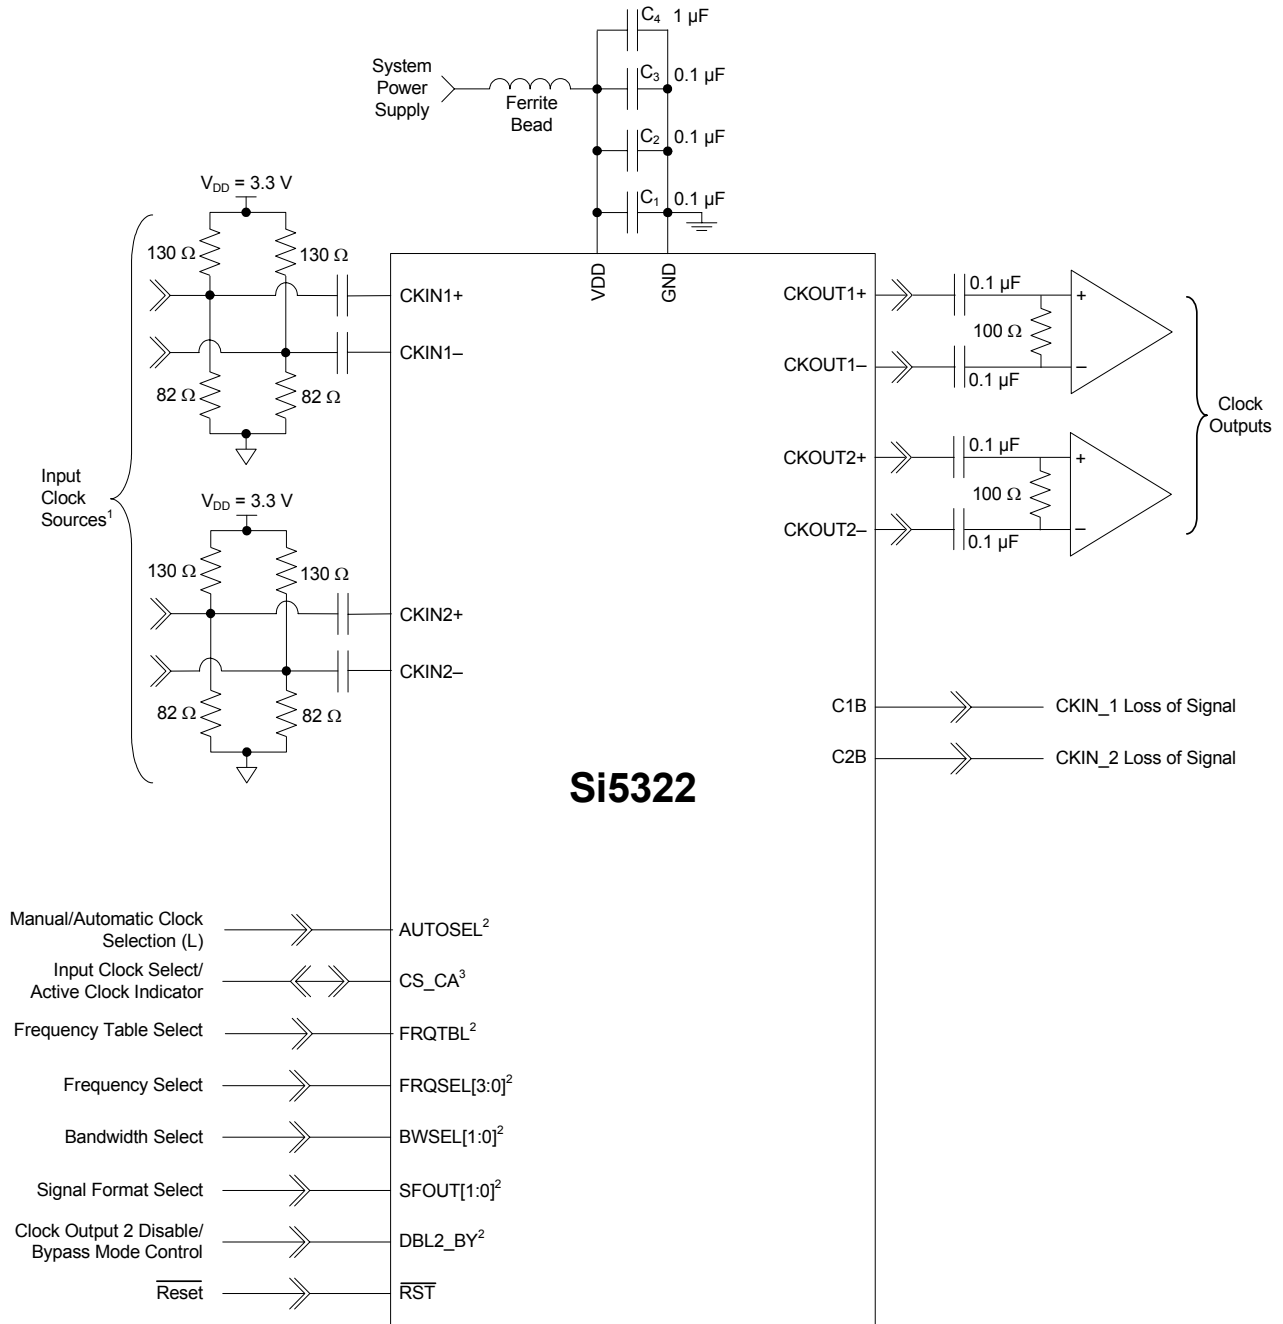 C₄ 1 µF
System
Power
Supply
Ferrite
Bead
C₃ 0.1 µF
C₂ 0.1 µF
C₁ 0.1 µF
VDD
GND
V_DD = 3.3 V
130 Ω
130 Ω
82 Ω
82 Ω
CKIN1+
CKIN1–
Input
Clock
Sources¹
V_DD = 3.3 V
130 Ω
130 Ω
82 Ω
82 Ω
CKIN2+
CKIN2–
CKOUT1+
0.1 µF
100 Ω
+
–
CKOUT1–
0.1 µF
CKOUT2+
0.1 µF
100 Ω
+
–
CKOUT2–
0.1 µF
Clock
Outputs
C1B
CKIN_1 Loss of Signal
C2B
CKIN_2 Loss of Signal
Si5322
Manual/Automatic Clock
Selection (L)
AUTOSEL²
Input Clock Select/
Active Clock Indicator
CS_CA³
Frequency Table Select
FRQTBL²
Frequency Select
FRQSEL[3:0]²
Bandwidth Select
BWSEL[1:0]²
Signal Format Select
SFOUT[1:0]²
Clock Output 2 Disable/
Bypass Mode Control
DBL2_BY²
Reset
RST